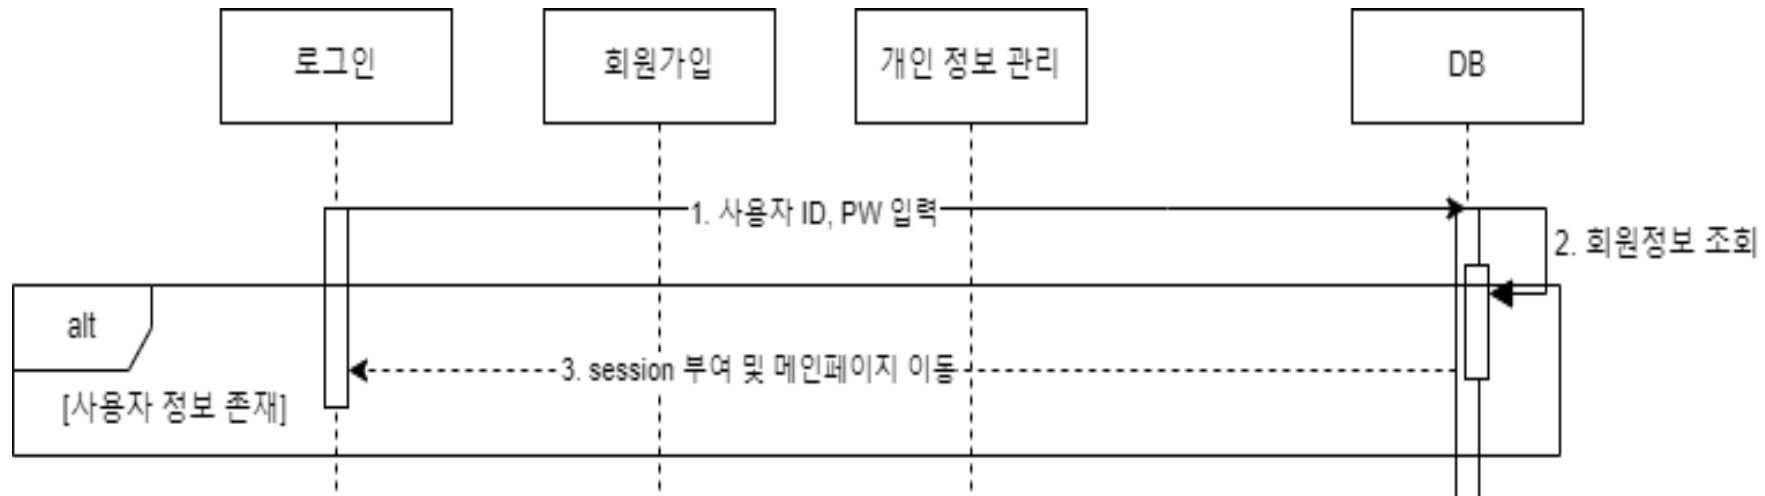 로그인
회원가입
개인 정보 관리
DB
1. 사용자 ID, PW 입력
2. 회원정보 조회
alt
3. session 부여 및 메인페이지 이동
[사용자 정보 존재]